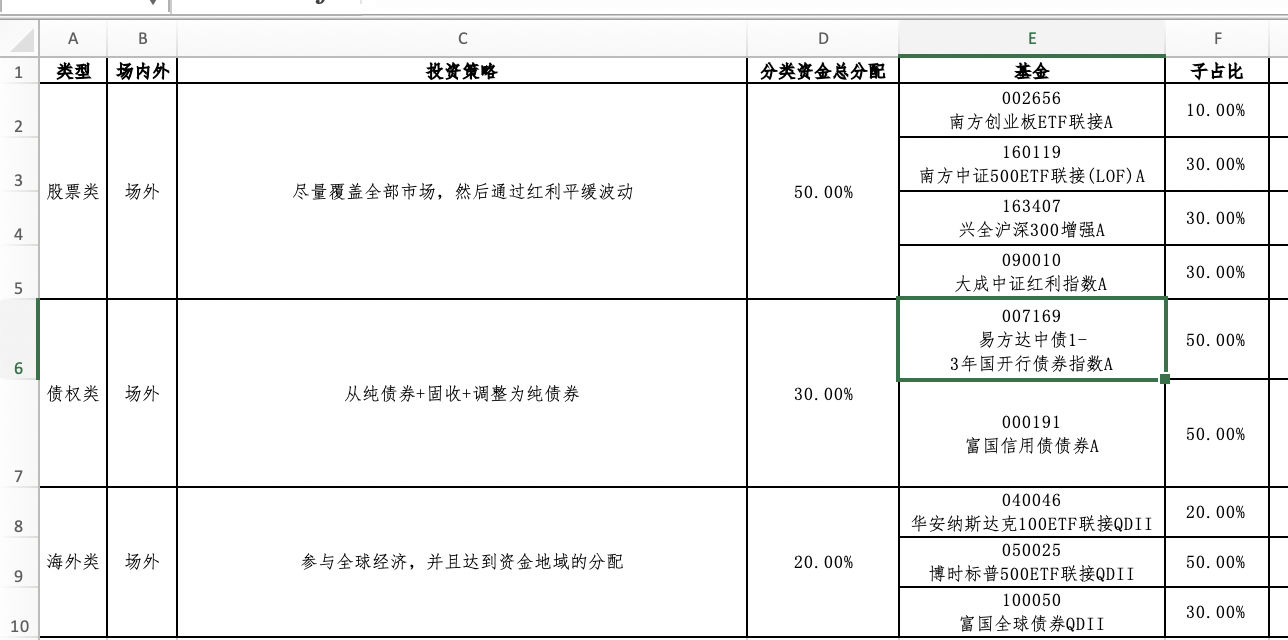 A B C D E F
1 类型 场内外 投资策略 分类资金总分配 基金 子占比
2 002656
南方创业板ETF联接A 10.00%
3 160119
南方中证500ETF联接(LOF)A 30.00%
股票类 场外 尽量覆盖全部市场，然后通过红利平缓波动 50.00%
4 163407
兴全沪深300增强A 30.00%
5 090010
大成中证红利指数A 30.00%
6 007169
易方达中债1-
3年国开行债券指数A 50.00%
债权类 场外 从纯债券+固收+调整为纯债券 30.00%
7 000191
富国信用债债券A 50.00%
8 040046
华安纳斯达克100ETF联接QDII 20.00%
海外类 场外 参与全球经济，并且达到资金地域的分配 20.00%
9 050025
博时标普500ETF联接QDII 50.00%
10 100050
富国全球债券QDII 30.00%